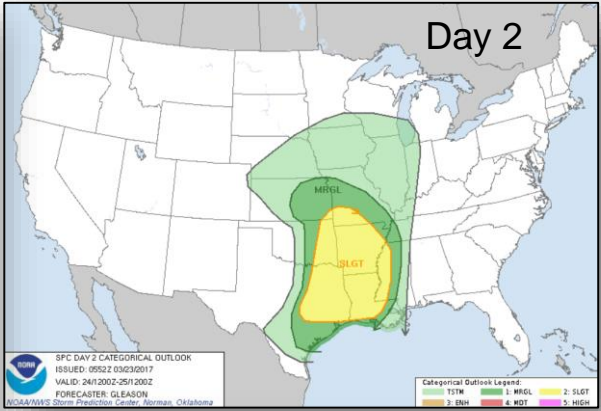 Day 2
MRGL
SLGT
NOAA
SPC DAY 2 CATEGORICAL OUTLOOK
ISSUED: 0552Z 03/23/2017
VALID: 24/1200Z-25/1200Z
FORECASTER: GLEASON
NOAA/NWS Storm Prediction Center, Norman, Oklahoma
Categorical Outlook Legend:
TSTM 1: MRGL 2: SLGT
3: ENH 4: MDT 5: HIGH